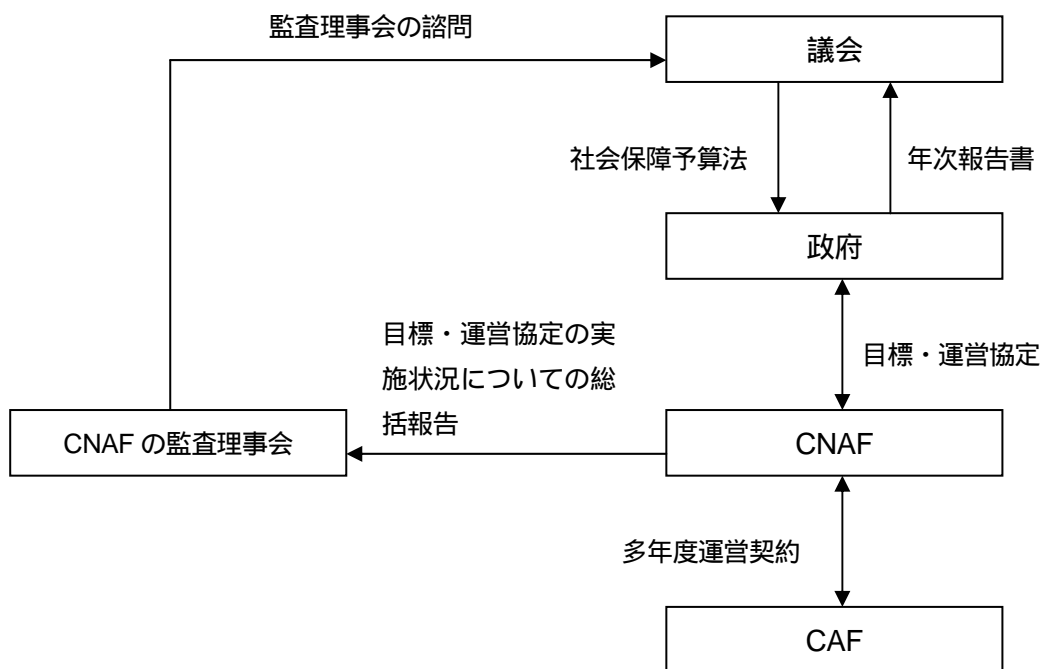 監査理事会の諮問
議会
社会保障予算法
年次報告書
政府
目標・運営協定の実
施状況についての総
括報告
目標・運営協定
CNAF の監査理事会
CNAF
多年度運営契約
CAF